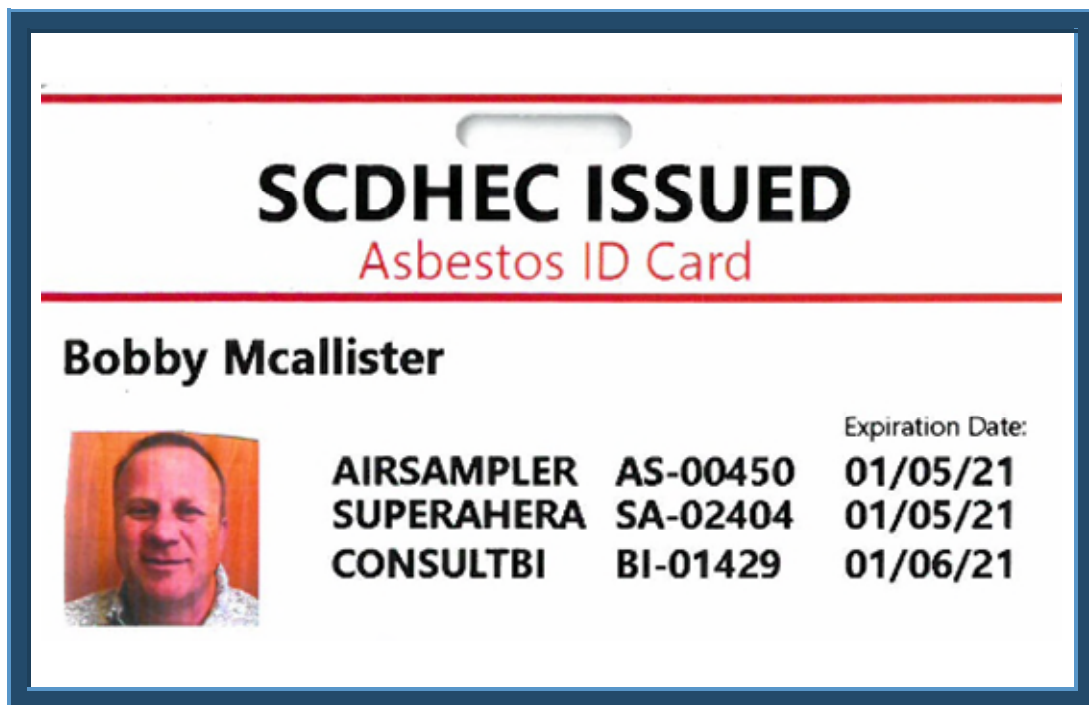 SCDHEC ISSUED
Asbestos ID Card
Bobby Mcallister
Expiration Date:
AIRSAMPLER AS-00450 01/05/21
SUPERAHERA SA-02404 01/05/21
CONSULTBI BI-01429 01/06/21